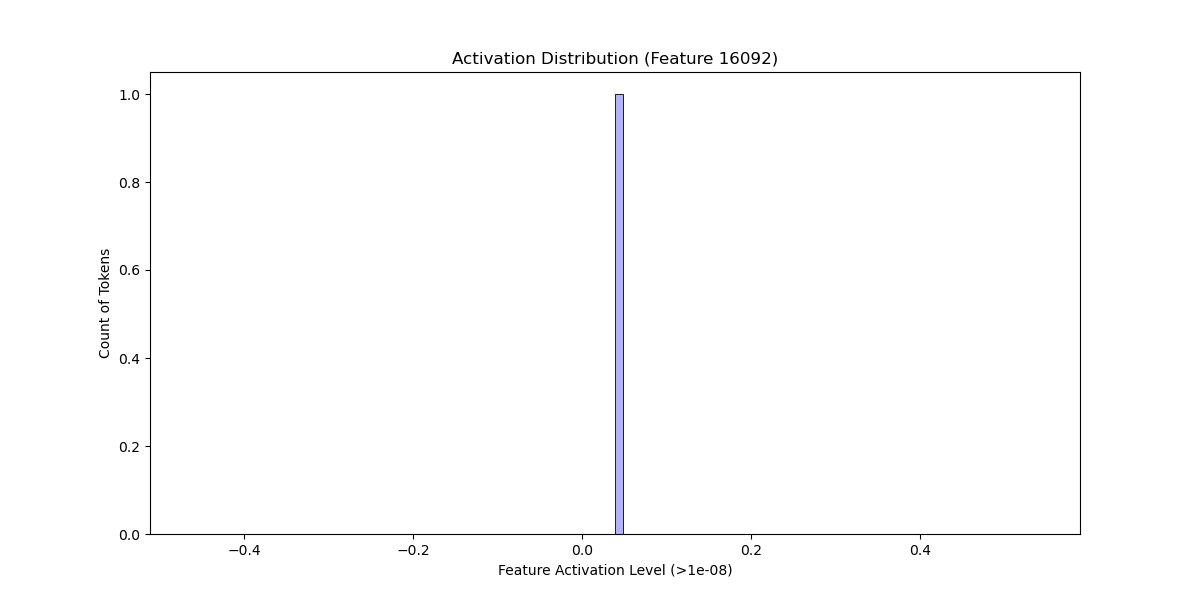 Activation Distribution (Feature 16092)
1.0
0.8
0.6
0.4
0.2
0.0
Count of Tokens
−0.4 −0.2 0.0 0.2 0.4
Feature Activation Level (>1e-08)